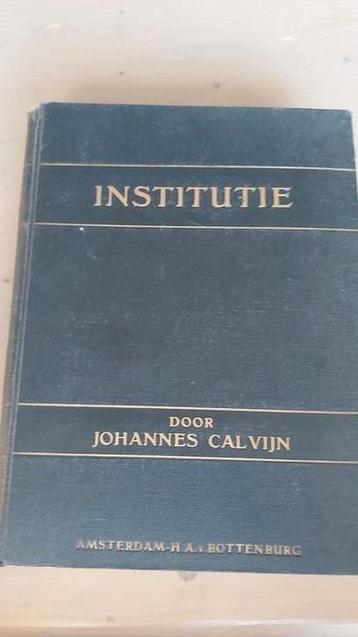 INSTITUTIE
DOOR
JOHANNES CALVIJN
AMSTERDAM-H.A.v BOTTENBURG